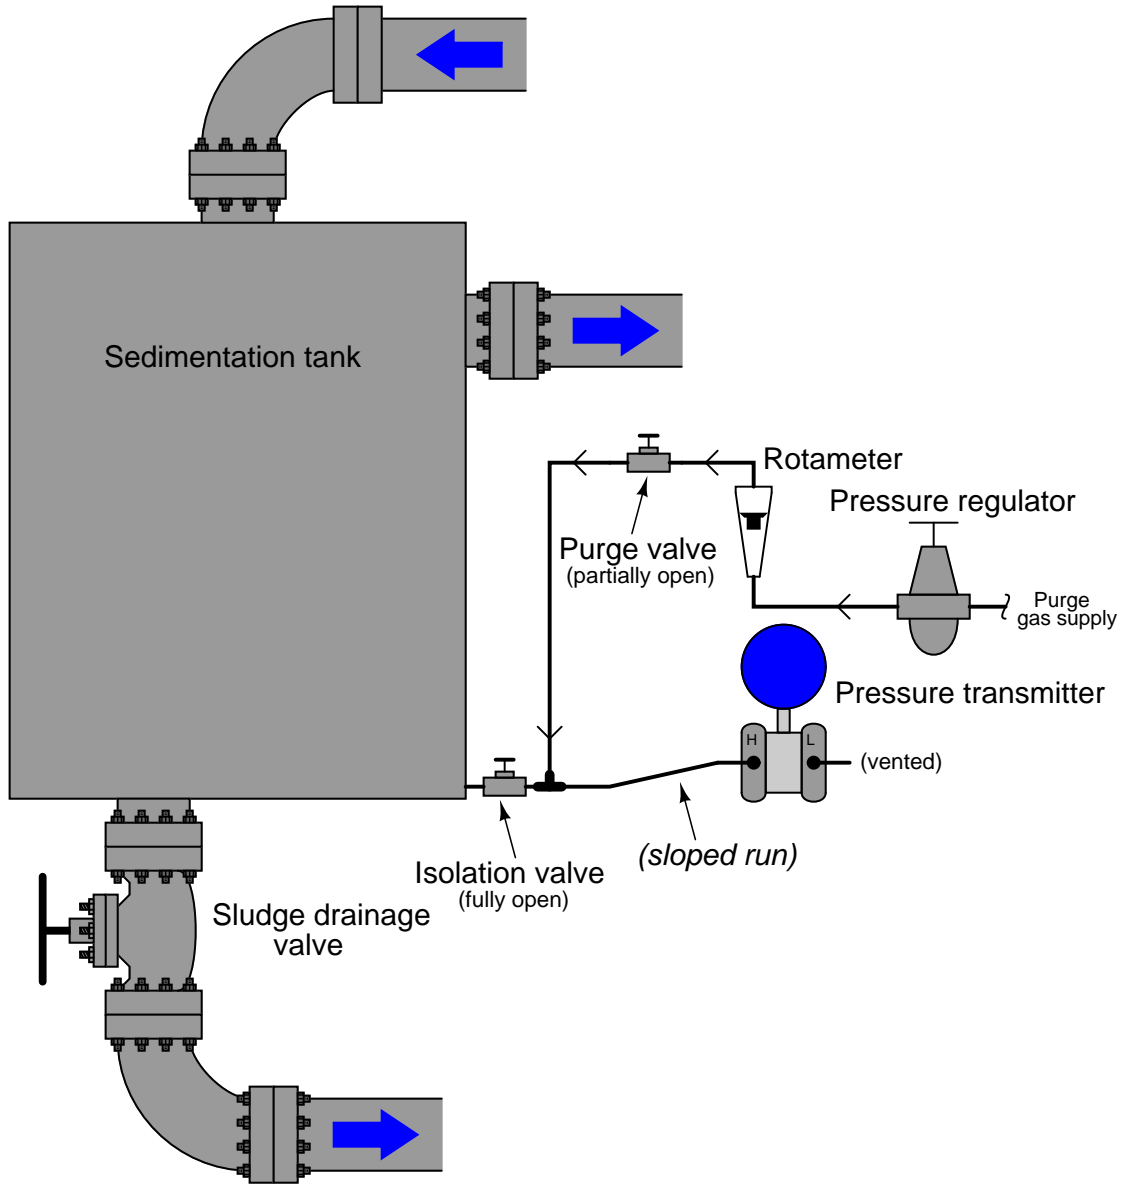 Sedimentation tank
Rotameter
Pressure regulator
Purge valve
(partially open)
Purge
gas supply
Pressure transmitter
H
L
(vented)
(sloped run)
Isolation valve
(fully open)
Sludge drainage
valve